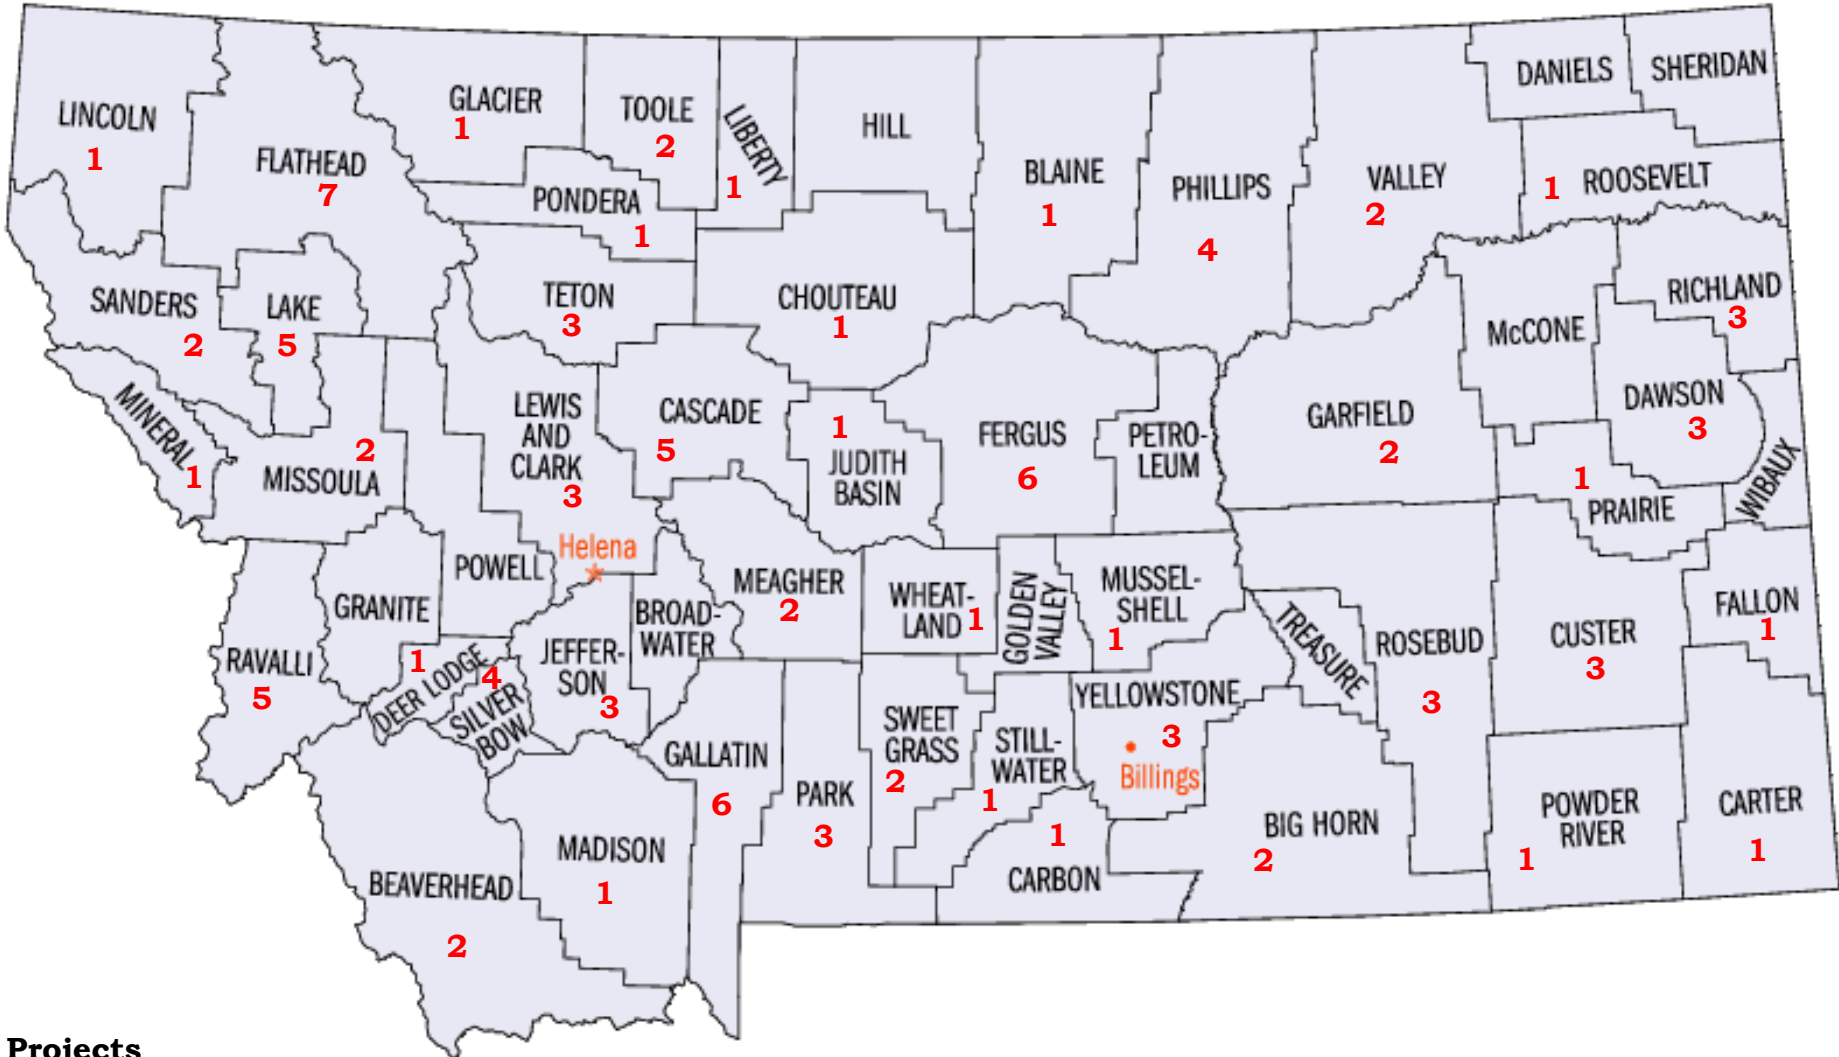 LINCOLN
1
FLATHEAD
7
GLACIER
1
TOOLE
2
LIBERTY
1
HILL
BLAINE
1
PHILLIPS
4
VALLEY
2
DANIELS
SHERIDAN
1 ROOSEVELT
PONDERA
1
SANDERS
2
LAKE
5
TETON
3
CHOUTEAU
1
McCONE
RICHLAND
3
MINERAL
1
MISSOULA
2
LEWIS
AND
CLARK
3
CASCADE
5
1
JUDITH
BASIN
FERGUS
6
PETRO-
LEUM
GARFIELD
2
DAWSON
3
1
PRAIRIE
WIBAUX
Helena
POWELL
GRANITE
1
RAVALLI
5
DEER LODGE
4
SILVER
BOW
JEFFER-
SON
3
BROAD-
WATER
MEAGHER
2
WHEAT-
LAND 1
GOLDEN
VALLEY
MUSSEL-
SHELL
1
TREASURE
ROSEBUD
3
CUSTER
3
FALLON
1
YELLOWSTONE
3
Billings
GALLATIN
6
PARK
3
SWEET
GRASS
2
STILL-
WATER
1
1
CARBON
BIG HORN
2
POWDER
RIVER
1
CARTER
1
MADISON
1
BEAVERHEAD
2
Projects